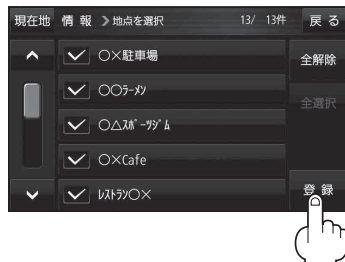 現在地 情 報 ❯地点を選択 13/ 13件 戻 る
○×駐車場
全解除
○○ﾗｰﾒﾝ
全選択
○△ｽﾎﾟｰﾂｼﾞﾑ
○×Cafe
ﾚｽﾄﾗﾝ○×
登 録